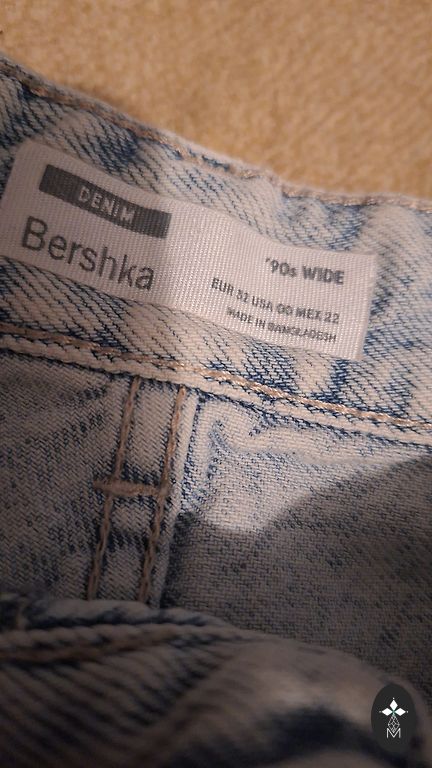 DENIM
Bershka
'90s WIDE
EUR 32 USA 00 MEX 22
MADE IN BANGLADESH
M